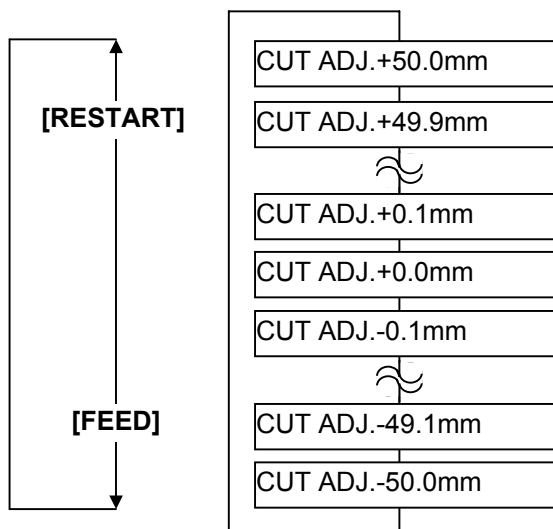 CUT ADJ.+50.0mm
[RESTART]
CUT ADJ.+49.9mm
CUT ADJ.+0.1mm
CUT ADJ.+0.0mm
CUT ADJ.-0.1mm
[FEED]
CUT ADJ.-49.1mm
CUT ADJ.-50.0mm